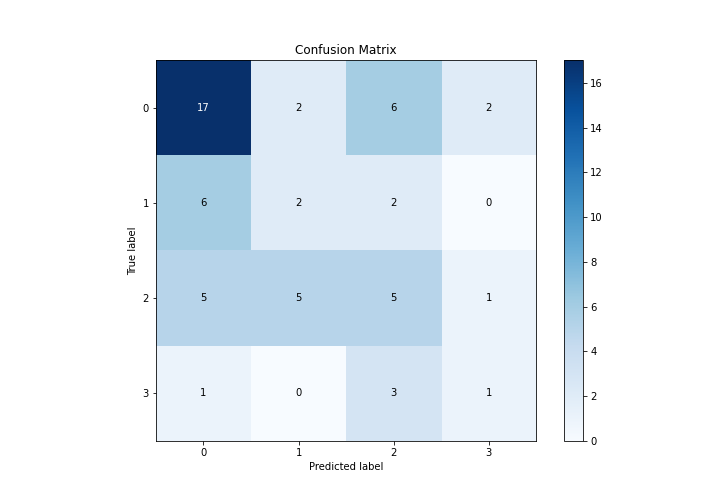 Confusion Matrix
True label
0 17 2 6 2
1 6 2 2 0
2 5 5 5 1
3 1 0 3 1
0 1 2 3
Predicted label
16
14
12
10
8
6
4
2
0